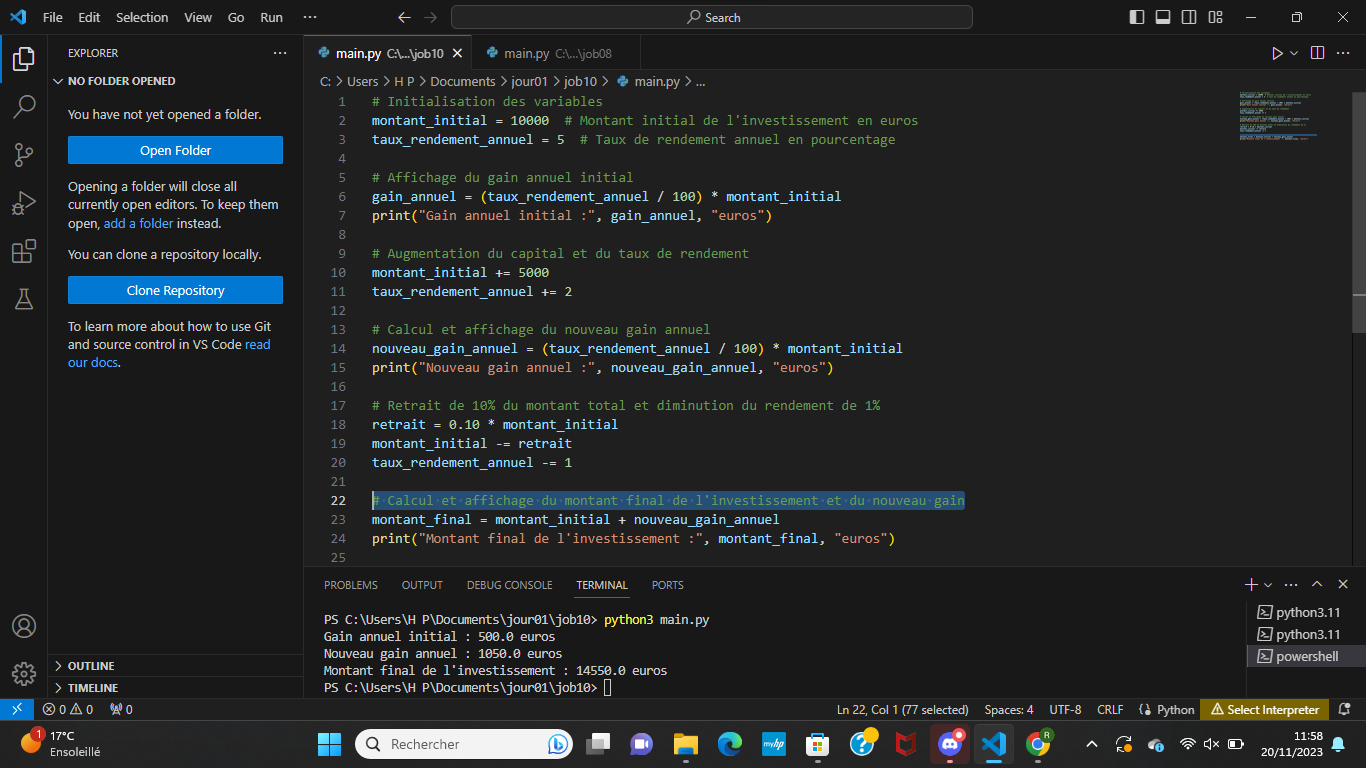 File Edit Selection View Go Run ···
Search
EXPLORER ···
NO FOLDER OPENED
You have not yet opened a folder.
Open Folder
Opening a folder will close all
currently open editors. To keep them
open, add a folder instead.
You can clone a repository locally.
Clone Repository
To learn more about how to use Git
and source control in VS Code read
our docs.
OUTLINE
TIMELINE
main.py C:\...\job10
main.py C:\...\job08
C: > Users > H P > Documents > jour01 > job10 > main.py > ...
1 # Initialisation des variables
2 montant_initial = 10000 # Montant initial de l'investissement en euros
3 taux_rendement_annuel = 5 # Taux de rendement annuel en pourcentage
4
5 # Affichage du gain annuel initial
6 gain_annuel = (taux_rendement_annuel / 100) * montant_initial
7 print("Gain annuel initial :", gain_annuel, "euros")
8
9 # Augmentation du capital et du taux de rendement
10 montant_initial += 5000
11 taux_rendement_annuel += 2
12
13 # Calcul et affichage du nouveau gain annuel
14 nouveau_gain_annuel = (taux_rendement_annuel / 100) * montant_initial
15 print("Nouveau gain annuel :", nouveau_gain_annuel, "euros")
16
17 # Retrait de 10% du montant total et diminution du rendement de 1%
18 retrait = 0.10 * montant_initial
19 montant_initial -= retrait
20 taux_rendement_annuel -= 1
21
22 # Calcul et affichage du montant final de l'investissement et du nouveau gain
23 montant_final = montant_initial + nouveau_gain_annuel
24 print("Montant final de l'investissement :", montant_final, "euros")
25
PROBLEMS OUTPUT DEBUG CONSOLE TERMINAL PORTS
PS C:\Users\H P\Documents\jour01\job10> python3 main.py
Gain annuel initial : 500.0 euros
Nouveau gain annuel : 1050.0 euros
Montant final de l'investissement : 14550.0 euros
PS C:\Users\H P\Documents\jour01\job10>
python3.11
python3.11
powershell
0 0 0 Ln 22, Col 1 (77 selected) Spaces: 4 UTF-8 CRLF Python Select Interpreter
1
17°C
Ensoleillé
Rechercher
myhp
R
11:58
20/11/2023